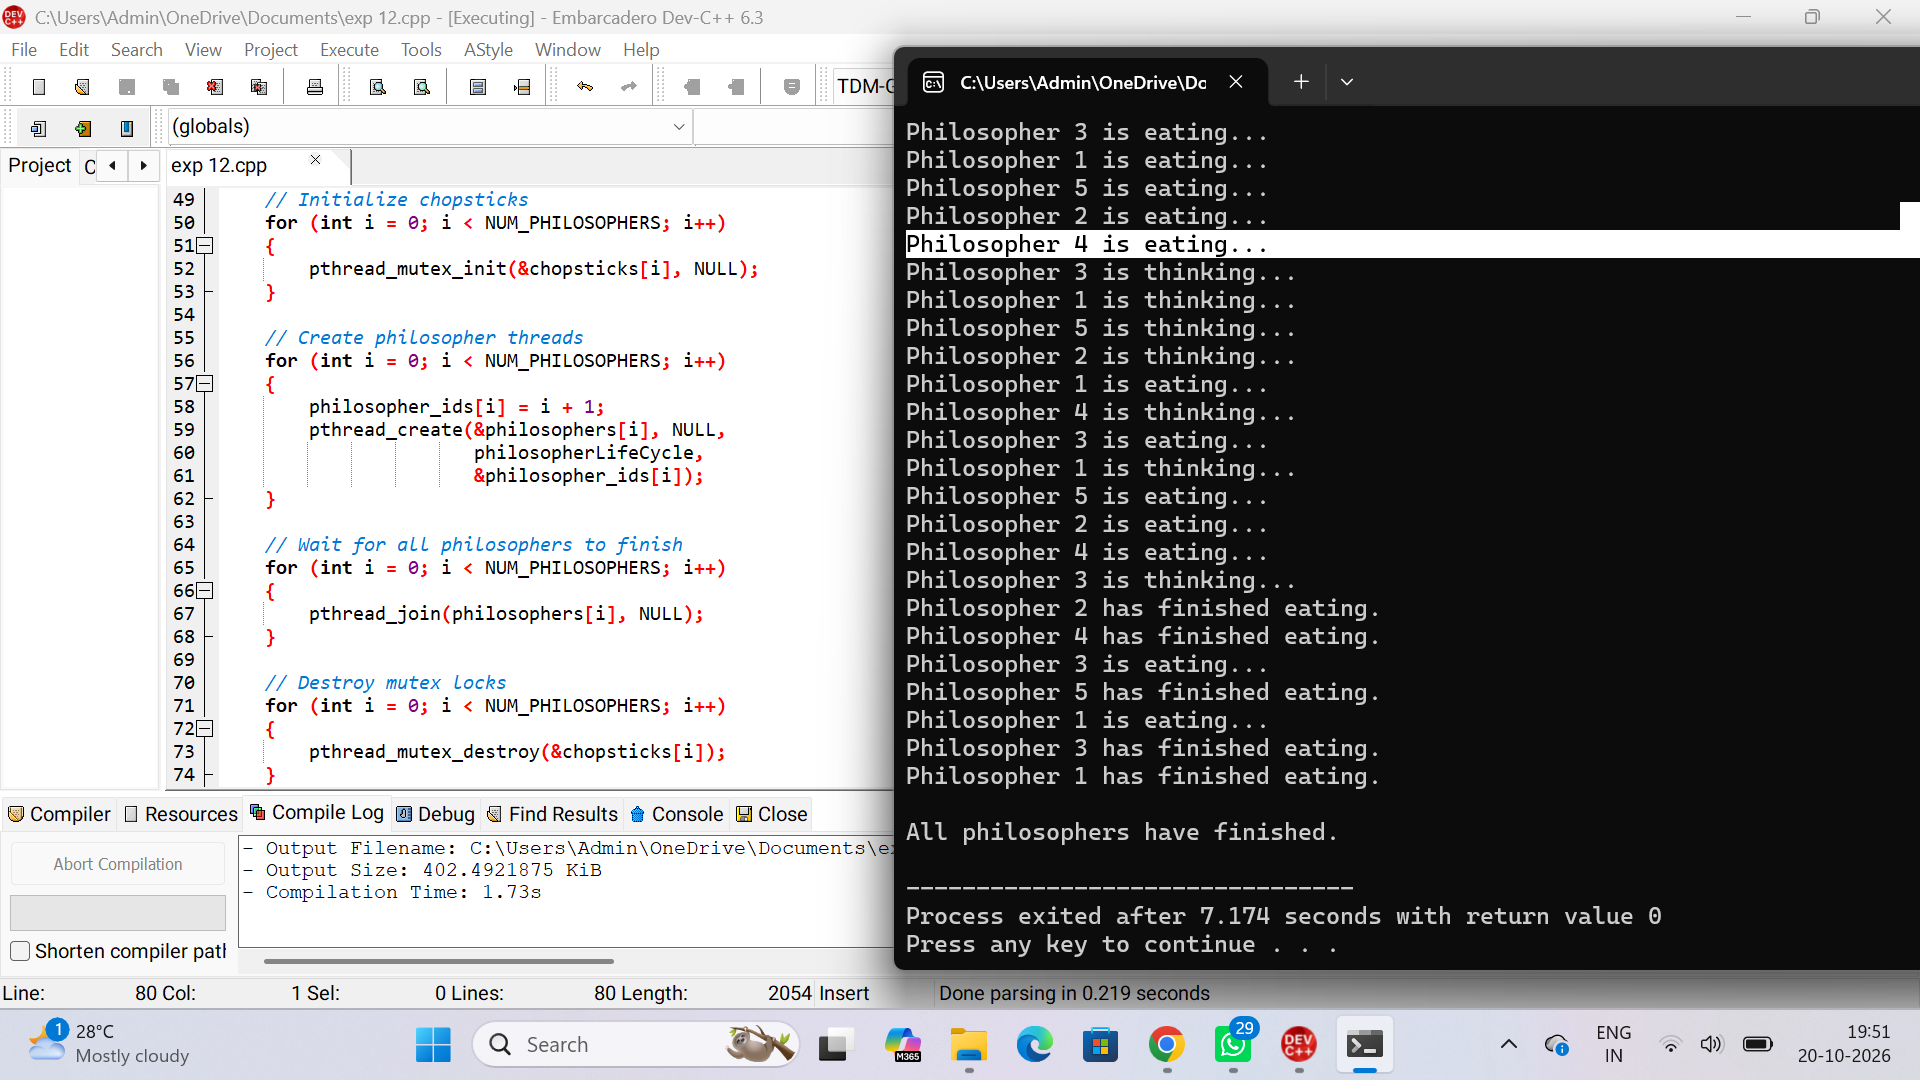 C:\Users\Admin\OneDrive\Documents\exp 12.cpp - [Executing] - Embarcadero Dev-C++ 6.3
File Edit Search View Project Execute Tools AStyle Window Help
TDM-G
(globals)
Project
exp 12.cpp
49 // Initialize chopsticks
50 for (int i = 0; i < NUM_PHILOSOPHERS; i++)
51 {
52 pthread_mutex_init(&chopsticks[i], NULL);
53 }
54
55 // Create philosopher threads
56 for (int i = 0; i < NUM_PHILOSOPHERS; i++)
57 {
58 philosopher_ids[i] = i + 1;
59 pthread_create(&philosophers[i], NULL,
60 philosopherLifeCycle,
61 &philosopher_ids[i]);
62 }
63
64 // Wait for all philosophers to finish
65 for (int i = 0; i < NUM_PHILOSOPHERS; i++)
66 {
67 pthread_join(philosophers[i], NULL);
68 }
69
70 // Destroy mutex locks
71 for (int i = 0; i < NUM_PHILOSOPHERS; i++)
72 {
73 pthread_mutex_destroy(&chopsticks[i]);
74 }
Compiler Resources Compile Log Debug Find Results Console Close
Abort Compilation
Shorten compiler path
- Output Filename: C:\Users\Admin\OneDrive\Documents\e
- Output Size: 402.4921875 KiB
- Compilation Time: 1.73s
Line: 80 Col: 1 Sel: 0 Lines: 80 Length: 2054 Insert Done parsing in 0.219 seconds
C:\Users\Admin\OneDrive\Do
Philosopher 3 is eating...
Philosopher 1 is eating...
Philosopher 5 is eating...
Philosopher 2 is eating...
Philosopher 4 is eating...
Philosopher 3 is thinking...
Philosopher 1 is thinking...
Philosopher 5 is thinking...
Philosopher 2 is thinking...
Philosopher 1 is eating...
Philosopher 4 is thinking...
Philosopher 3 is eating...
Philosopher 1 is thinking...
Philosopher 5 is eating...
Philosopher 2 is eating...
Philosopher 4 is eating...
Philosopher 3 is thinking...
Philosopher 2 has finished eating.
Philosopher 4 has finished eating.
Philosopher 3 is eating...
Philosopher 5 has finished eating.
Philosopher 1 is eating...
Philosopher 3 has finished eating.
Philosopher 1 has finished eating.
All philosophers have finished.
--------------------------------
Process exited after 7.174 seconds with return value 0
Press any key to continue . . .
1
28°C
Mostly cloudy
Search
M365
29
DEV C++
ENG
IN
19:51
20-10-2026